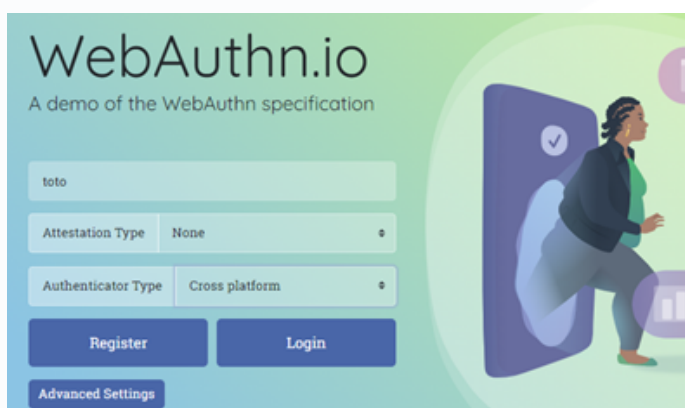 WebAuthn.io
A demo of the WebAuthn specification
toto
Attestation Type None
Authenticator Type Cross platform
Register Login
Advanced Settings